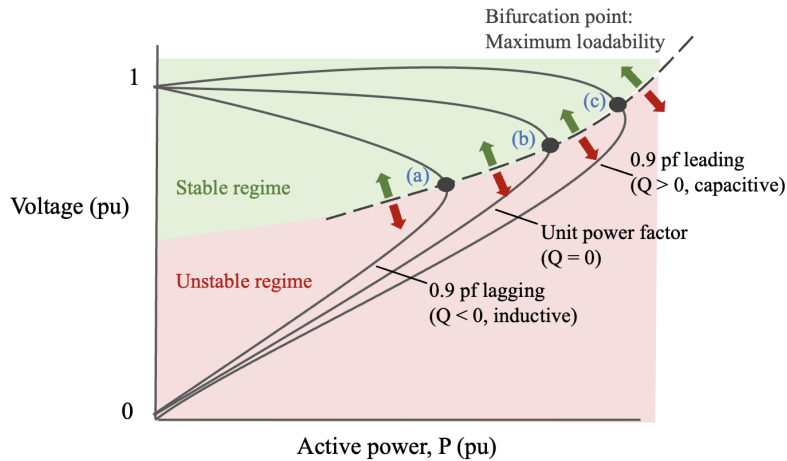 Bifurcation point:
Maximum loadability
1
(c)
(b)
0.9 pf leading
(Q > 0, capacitive)
(a)
Stable regime
Voltage (pu)
Unit power factor
(Q = 0)
Unstable regime
0.9 pf lagging
(Q < 0, inductive)
0
Active power, P (pu)